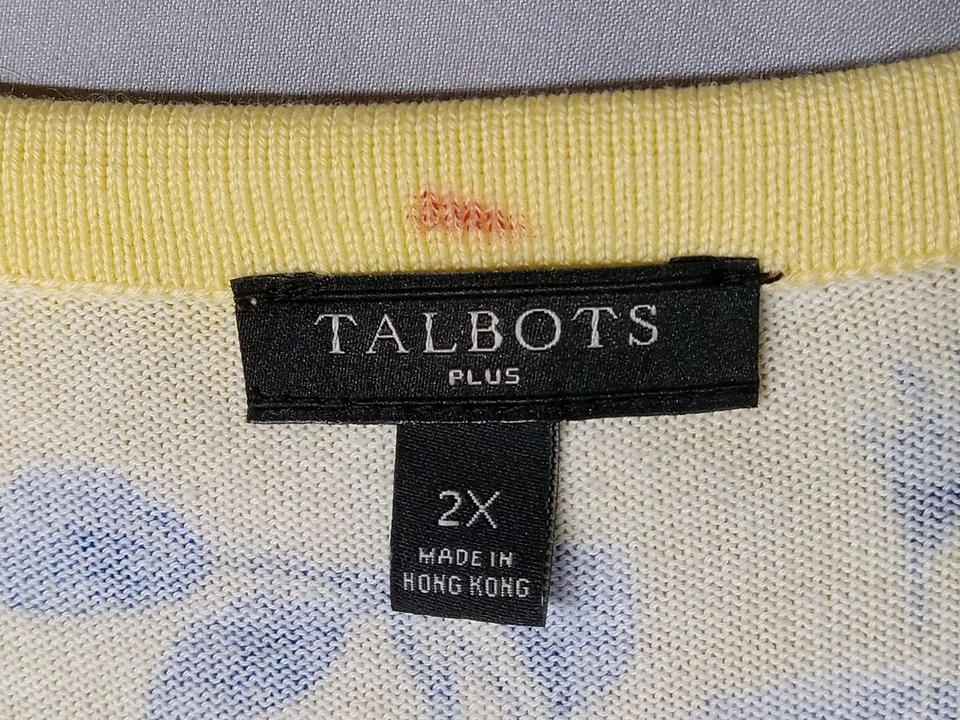 TALBOTS
PLUS
2X
MADE IN
HONG KONG